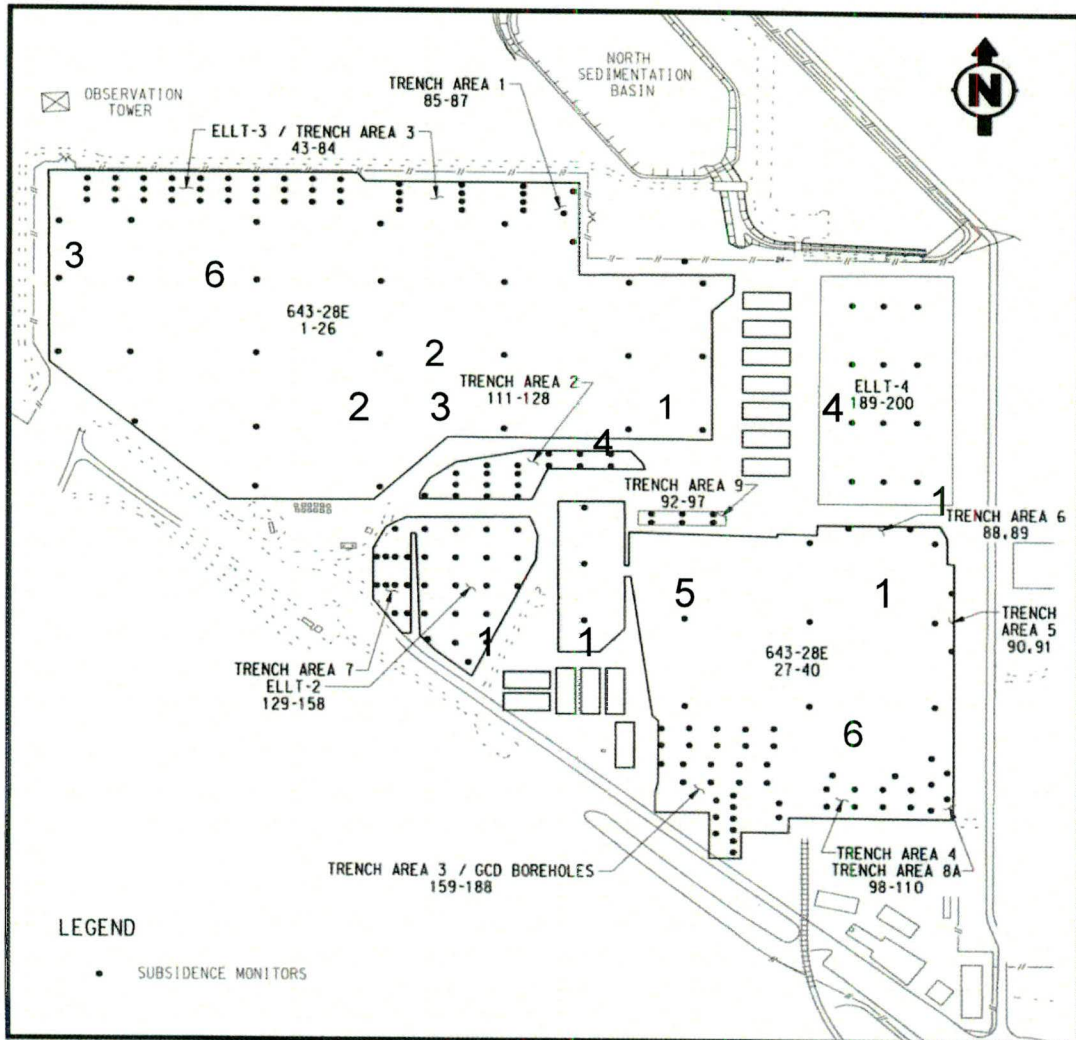 NORTH
SEDIMENTATION
BASIN
N
OBSERVATION
TOWER
TRENCH AREA 1
85-87
ELLT-3 / TRENCH AREA 3
43-84
3
6
24
643-28E
1-26
2
TRENCH AREA 2
111-128
2
3
1
4
ELLT-4
189-200
4
TRENCH AREA 9
92-97
1
TRENCH AREA 6
88,89
5
1
TRENCH
AREA 5
90,91
1
1
643-28E
27-40
TRENCH AREA 7
ELLT-2
129-158
6
TRENCH AREA 3 / GCD BOREHOLES
159-188
TRENCH AREA 4
TRENCH AREA 8A
98-110
LEGEND
SUBSIDENCE MONITORS